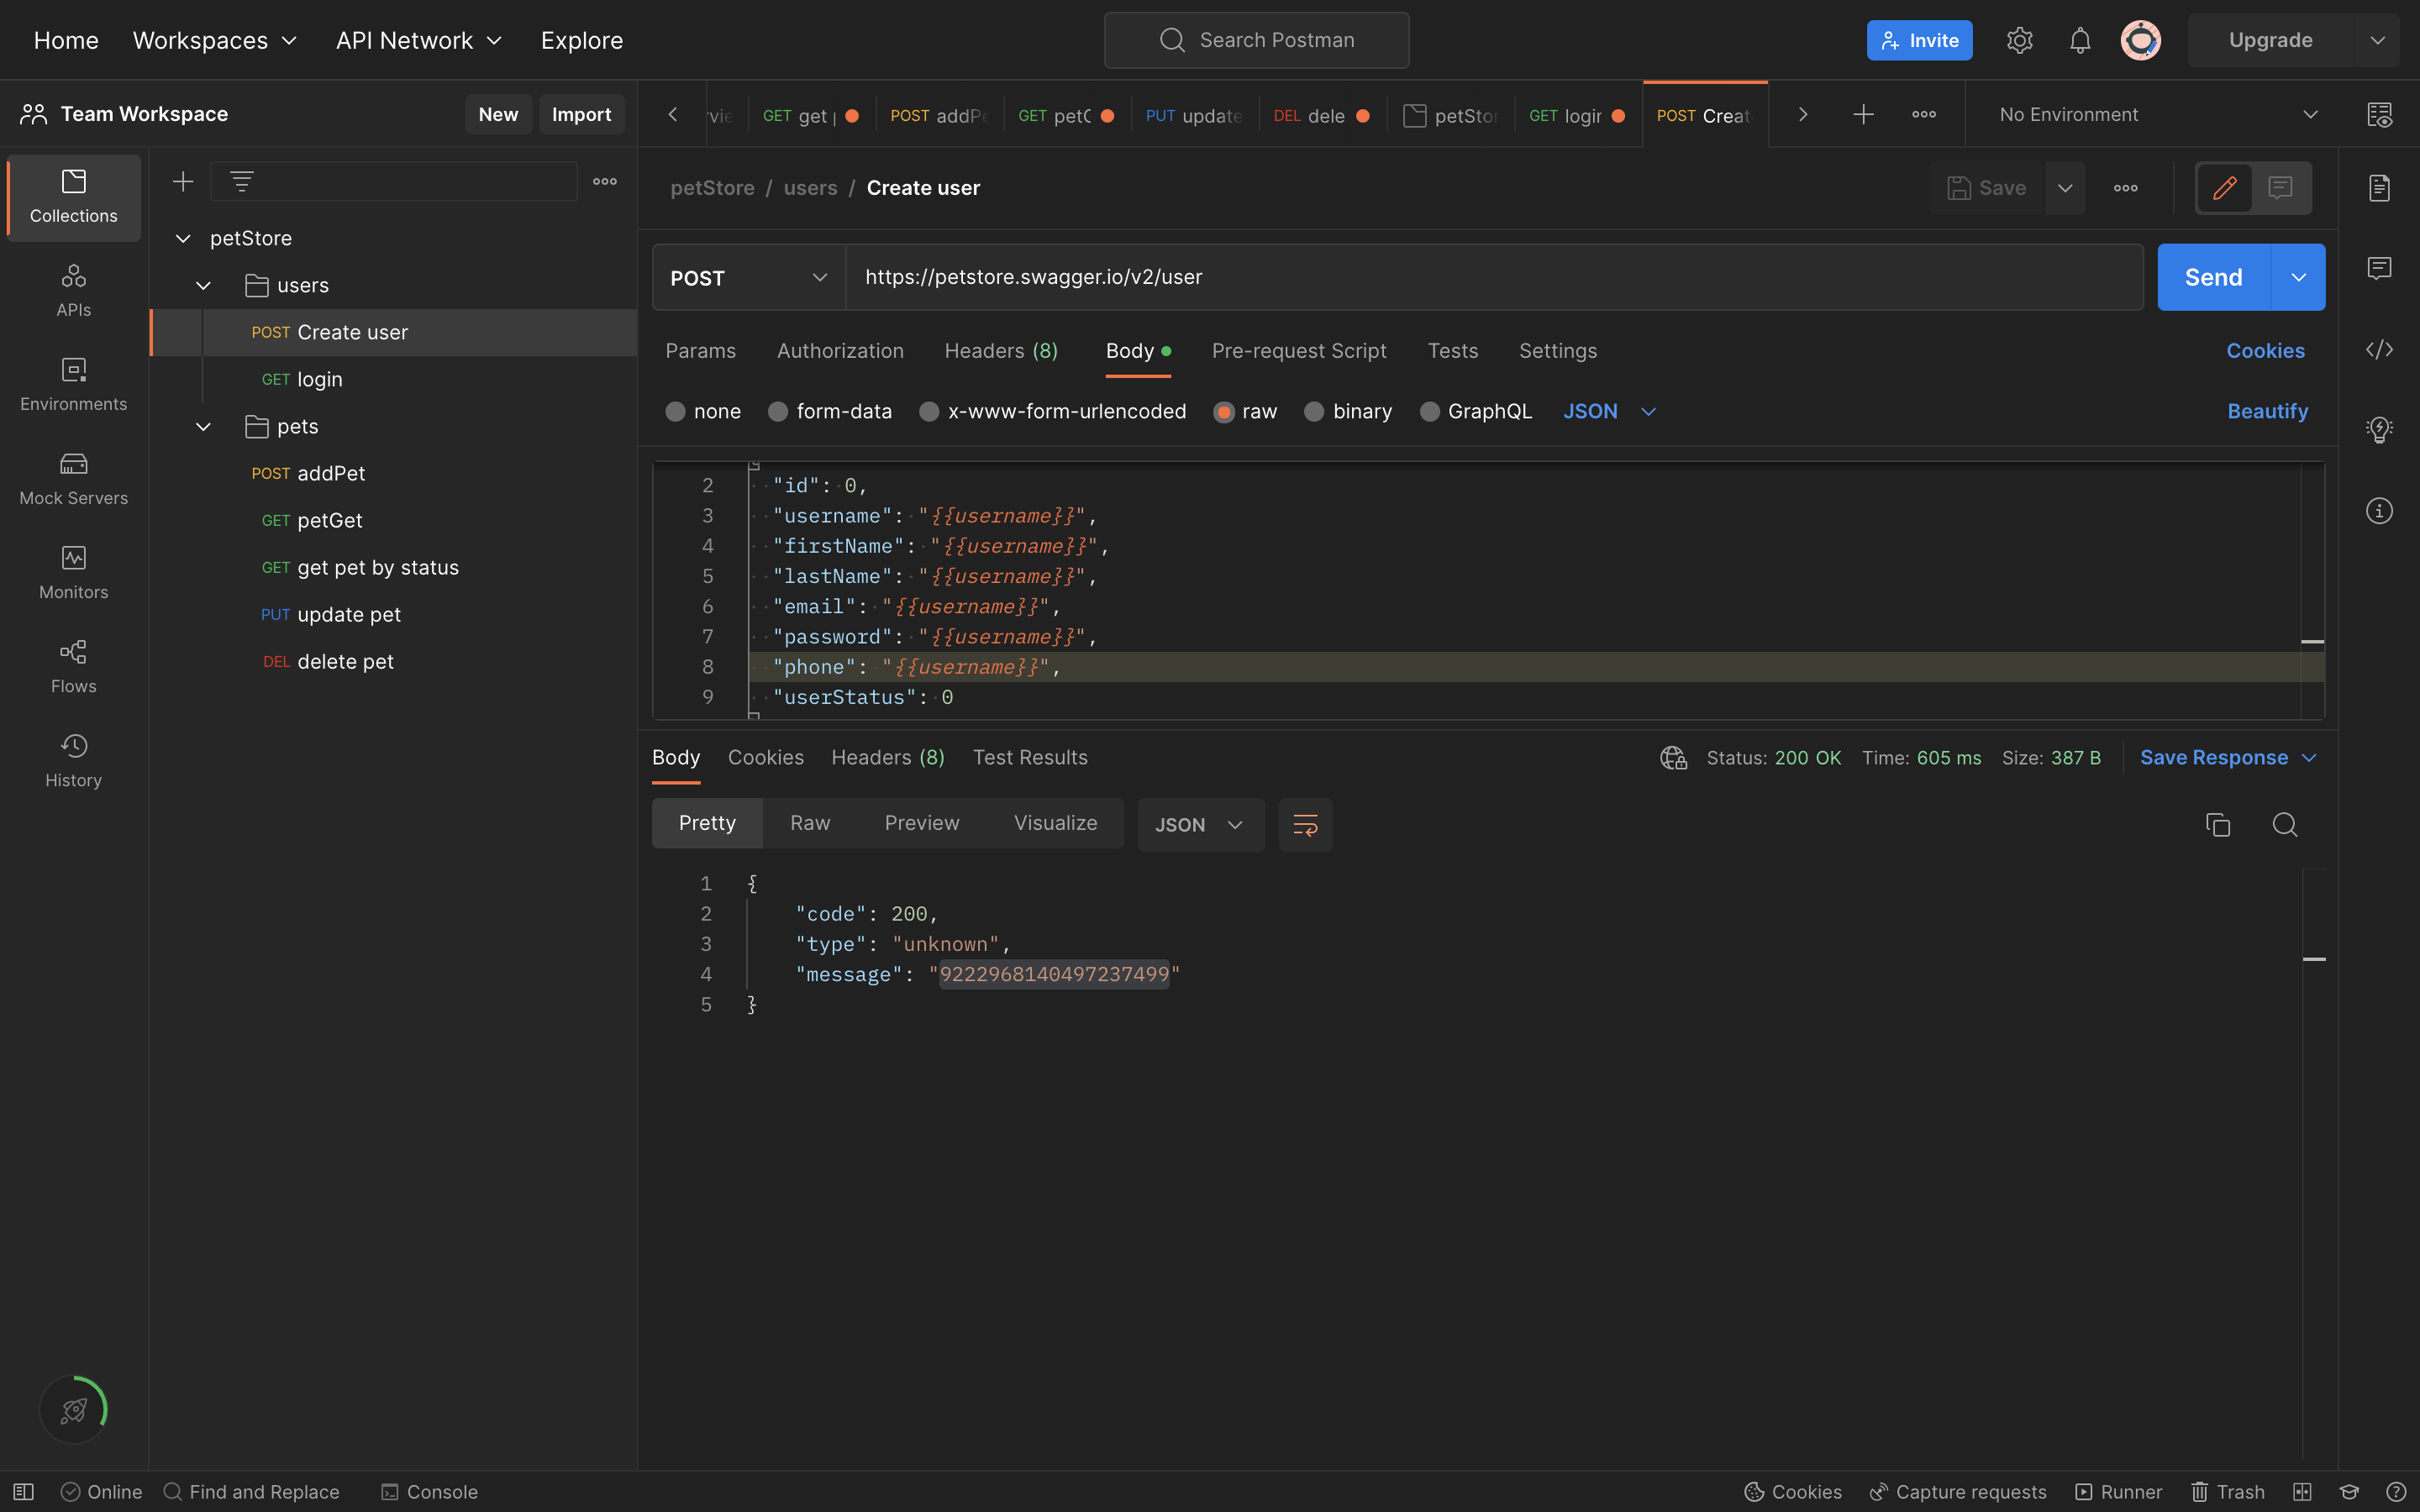 Home Workspaces API Network Explore Search Postman Invite Upgrade
Team Workspace New Import
GET get POST addPe GET petG PUT update DEL dele petStor GET login POST Creat No Environment
Collections
APIs
Environments
Mock Servers
Monitors
Flows
History
petStore
users
POST Create user
GET login
pets
POST addPet
GET petGet
GET get pet by status
PUT update pet
DEL delete pet
petStore / users / Create user Save
POST https://petstore.swagger.io/v2/user Send
Params Authorization Headers (8) Body Pre-request Script Tests Settings Cookies
none form-data x-www-form-urlencoded raw binary GraphQL JSON Beautify
2 "id": 0,
3 "username": "{{username}}",
4 "firstName": "{{username}}",
5 "lastName": "{{username}}",
6 "email": "{{username}}",
7 "password": "{{username}}",
8 "phone": "{{username}}",
9 "userStatus": 0
Body Cookies Headers (8) Test Results Status: 200 OK Time: 605 ms Size: 387 B Save Response
Pretty Raw Preview Visualize JSON
1 {
2 "code": 200,
3 "type": "unknown",
4 "message": "9222968140497237499"
5 }
Online Find and Replace Console Cookies Capture requests Runner Trash